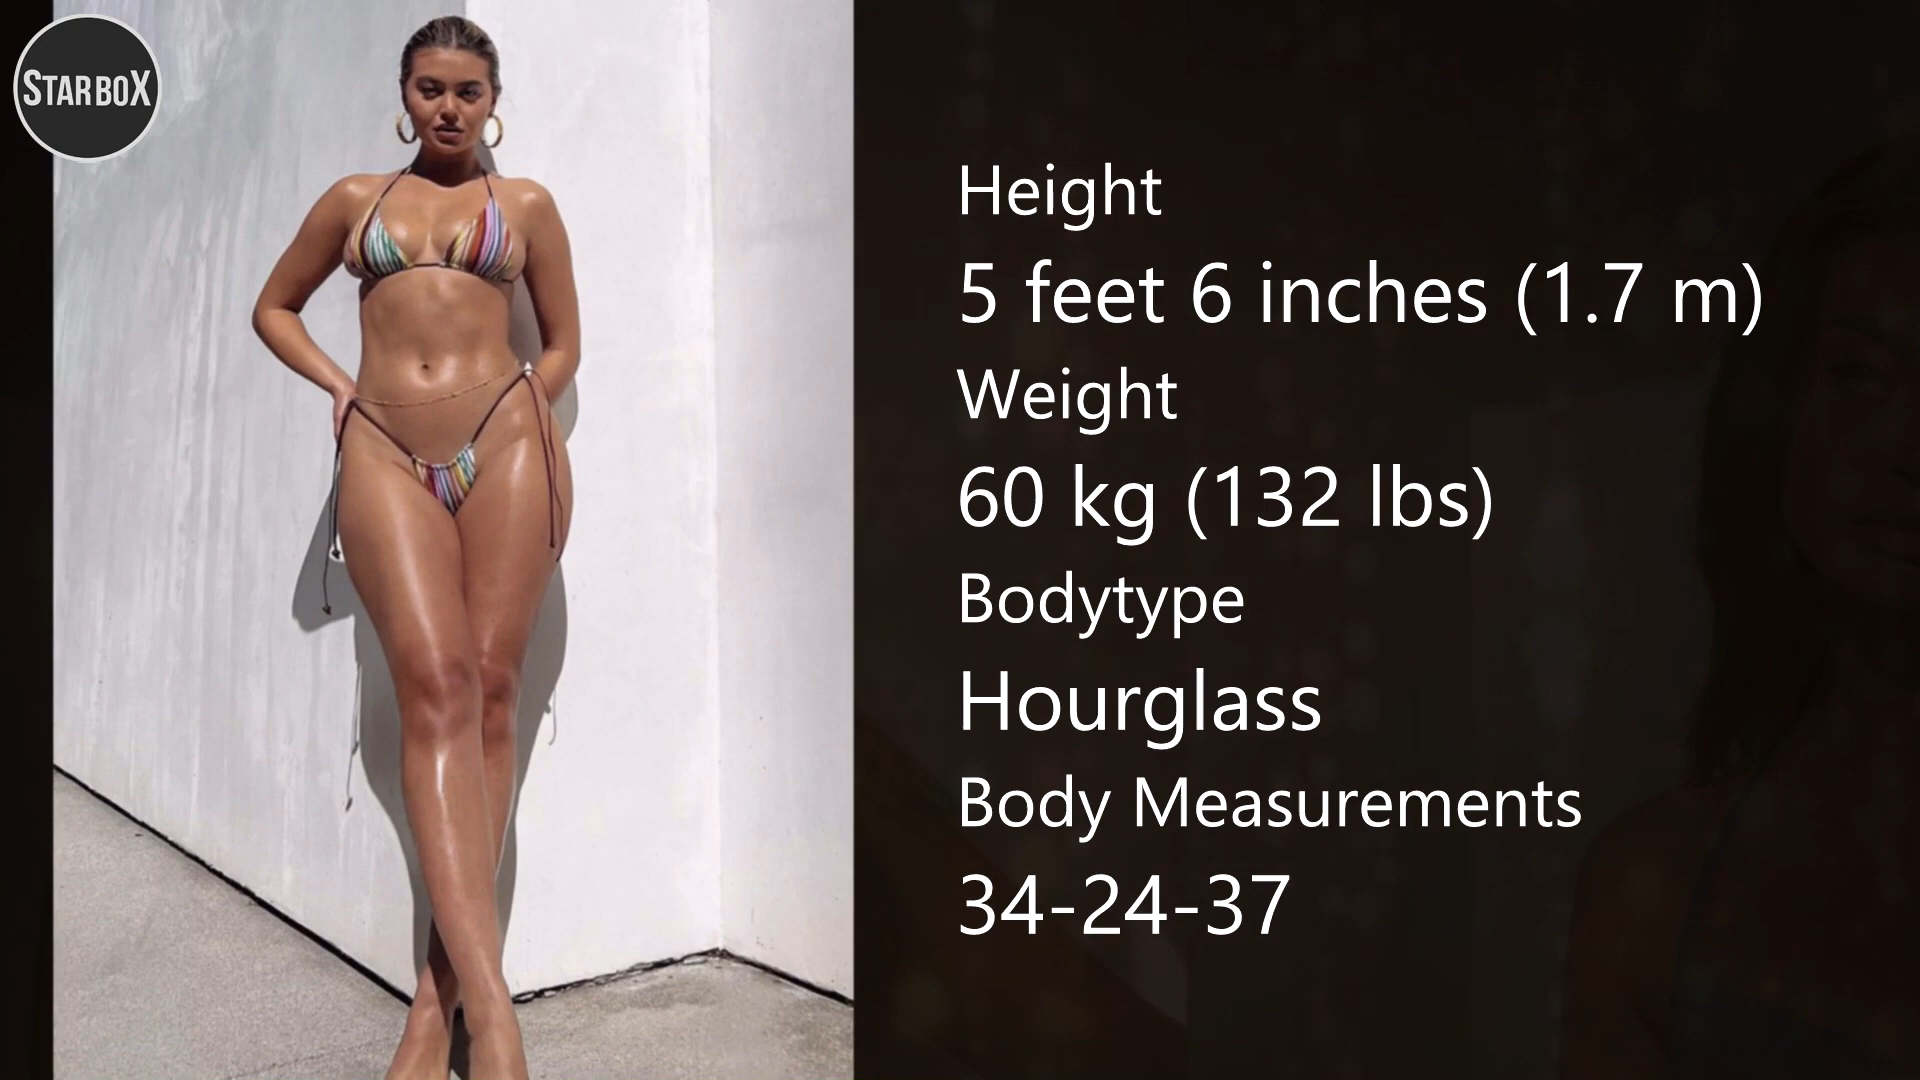 STARBOX
Height
5 feet 6 inches (1.7 m)
Weight
60 kg (132 lbs)
Bodytype
Hourglass
Body Measurements
34-24-37